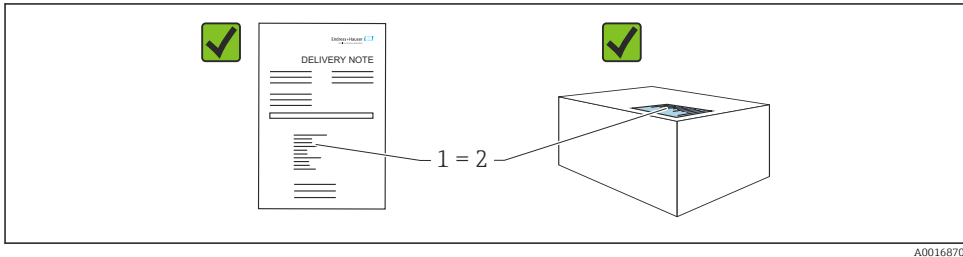 Endress+Hauser
DELIVERY NOTE
1 = 2
A0016870